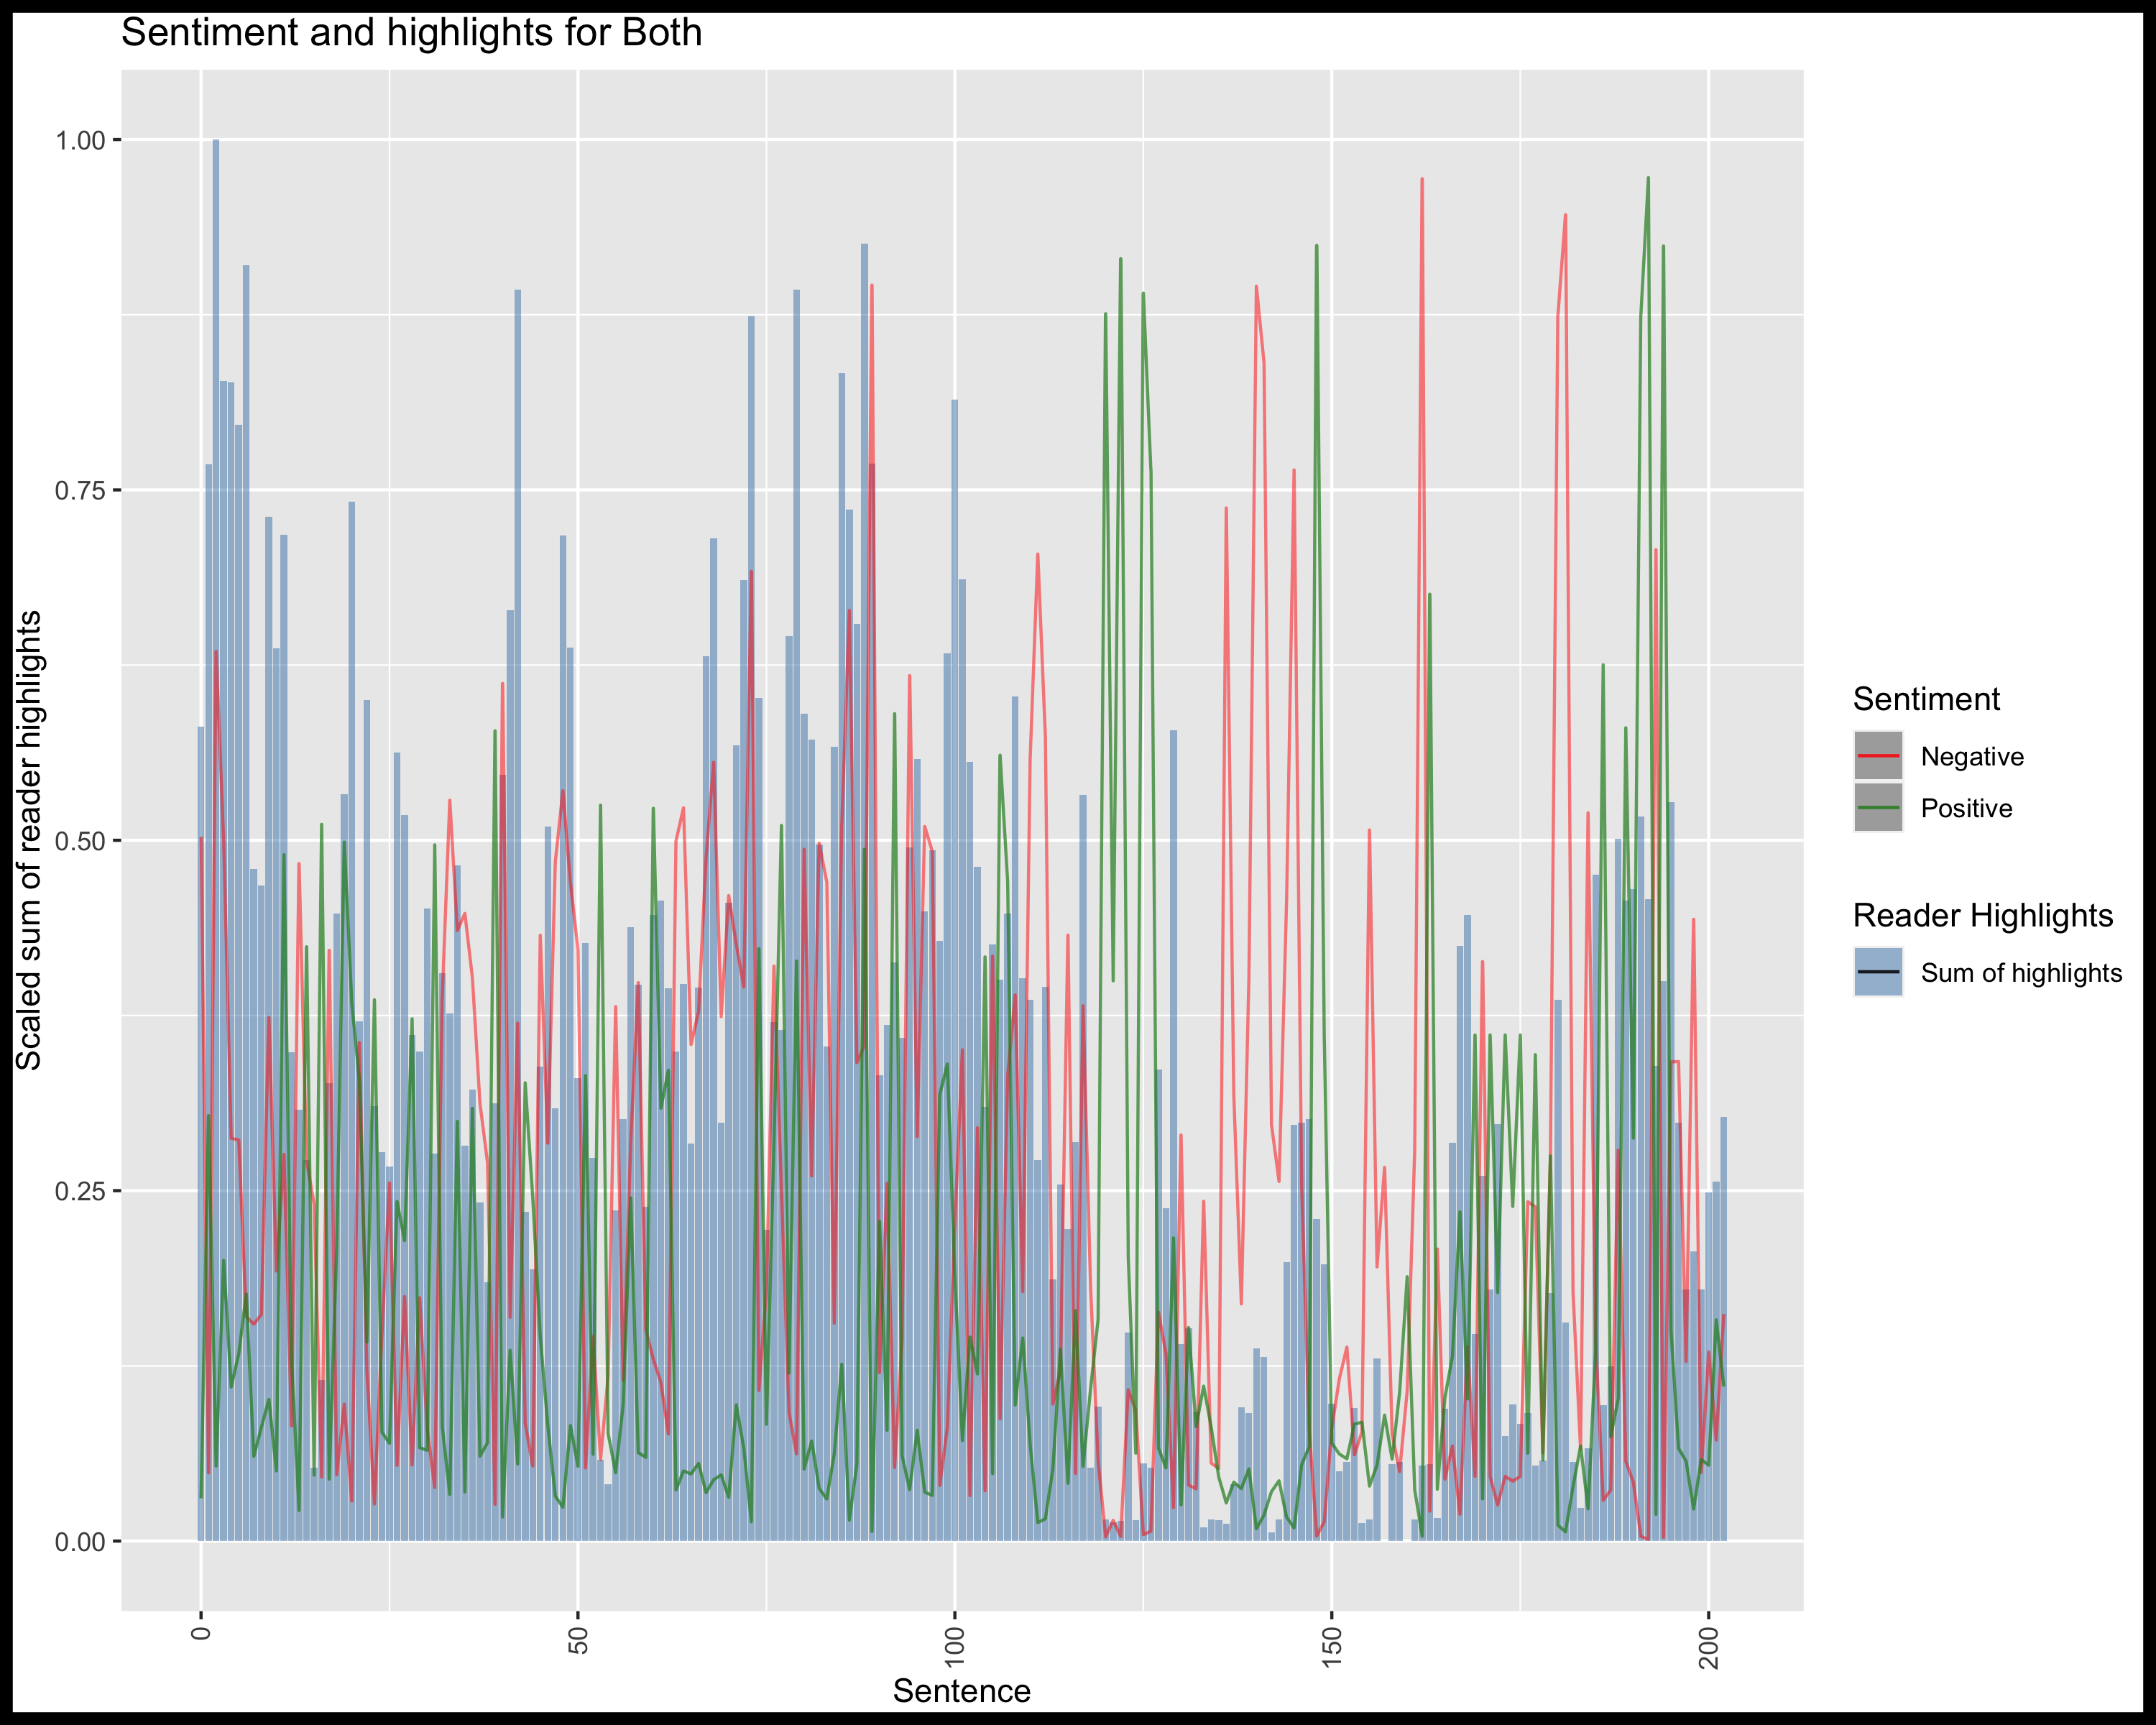 Sentiment and highlights for Both
1.00
0.75
0.50
0.25
0.00
Scaled sum of reader highlights
0
50
100
150
200
Sentence
Sentiment
Negative
Positive
Reader Highlights
Sum of highlights